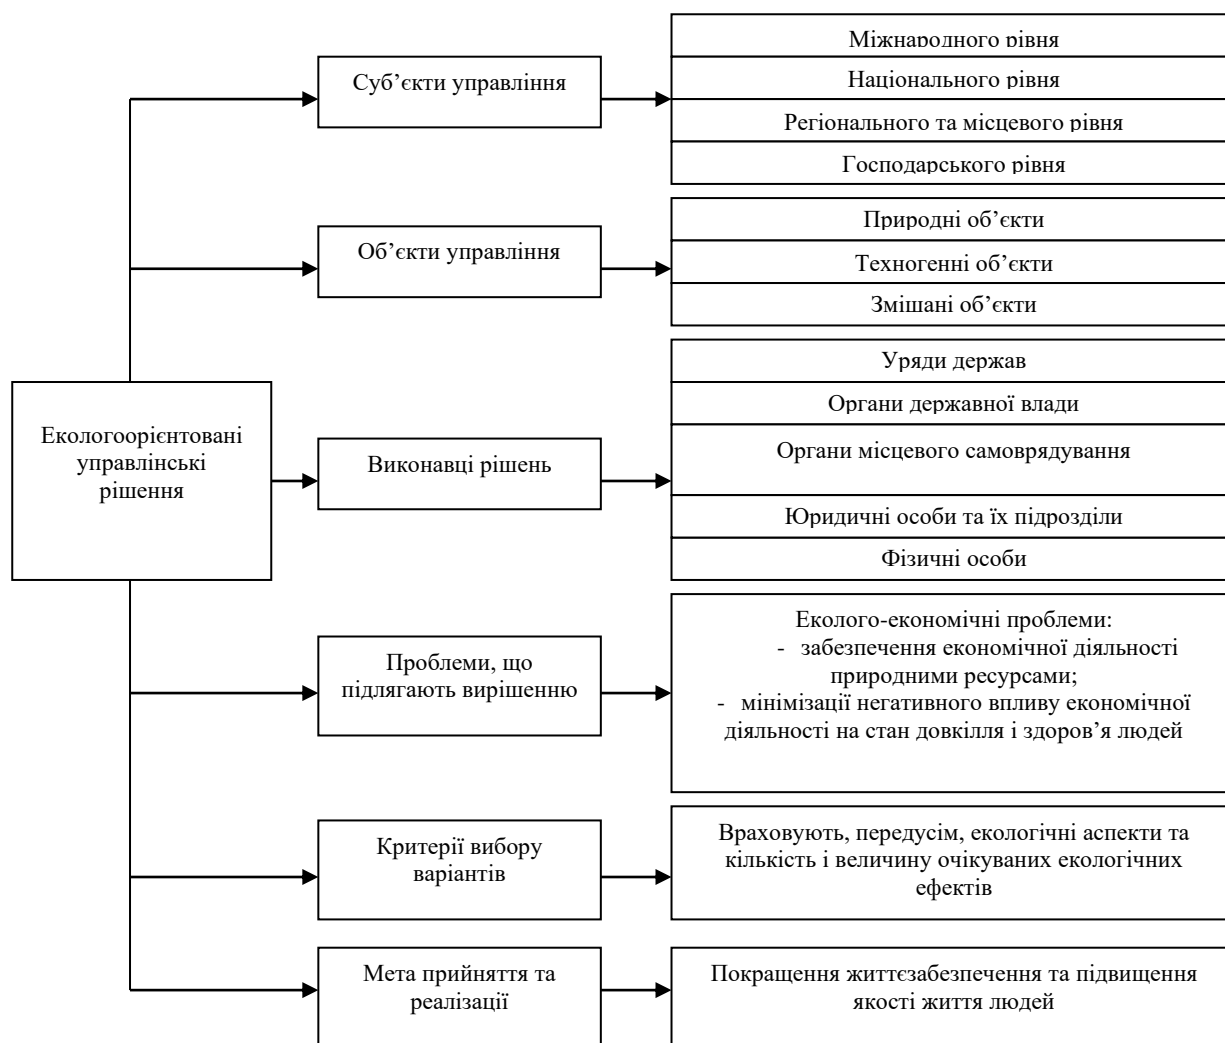 Міжнародного рівня
Суб’єкти управління
Національного рівня
Регіонального та місцевого рівня
Господарського рівня
Природні об’єкти
Об’єкти управління
Техногенні об’єкти
Змішані об’єкти
Уряди держав
Органи державної влади
Екологоорієнтовані
управлінські
рішення
Виконавці рішень
Органи місцевого самоврядування
Юридичні особи та їх підрозділи
Фізичні особи
Проблеми, що
підлягають вирішенню
Еколого-економічні проблеми:
- забезпечення економічної діяльності
природними ресурсами;
- мінімізації негативного впливу економічної
діяльності на стан довкілля і здоров’я людей
Критерії вибору
варіантів
Враховують, передусім, екологічні аспекти та
кількість і величину очікуваних екологічних
ефектів
Мета прийняття та
реалізації
Покращення життєзабезпечення та підвищення
якості життя людей